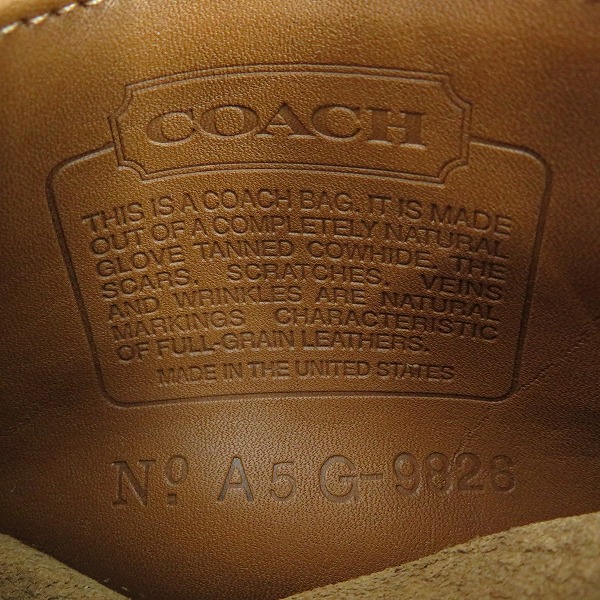 COACH
THIS IS A COACH BAG. IT IS MADE
OUT OF A COMPLETELY NATURAL
GLOVE TANNED COWHIDE. THE
SCARS. SCRATCHES. VEINS
AND WRINKLES ARE NATURAL
MARKINGS CHARACTERISTIC
OF FULL-GRAIN LEATHERS.
MADE IN THE UNITED STATES
Nº A5G-9826